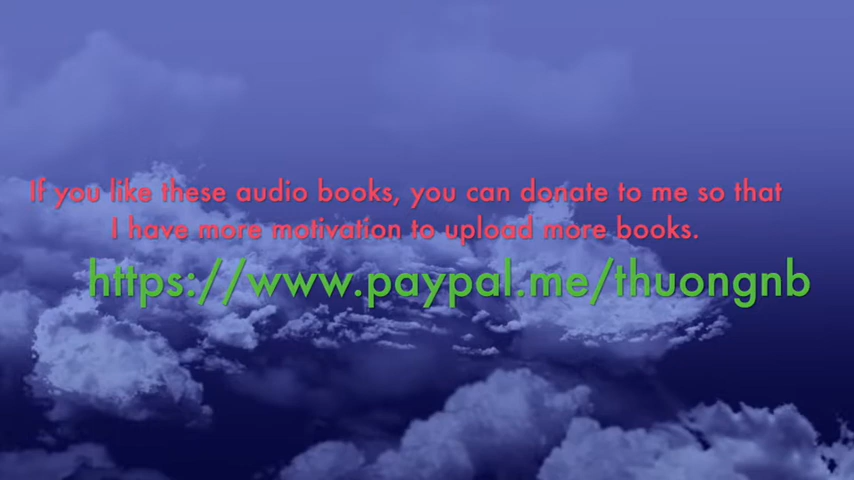 If you like these audio books, you can donate to me so that
I have more motivation to upload more books.
https://www.paypal.me/thuongnb